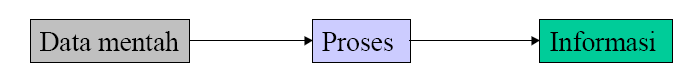 Data mentah
Proses
Informasi